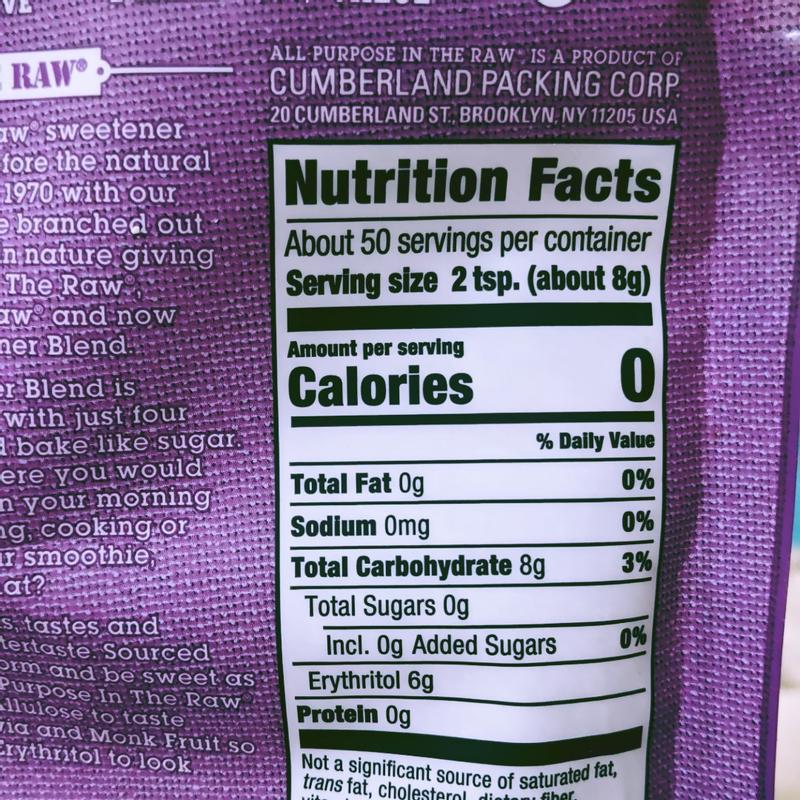 RAW®
sweetener
fore the natural
1970 with our
branched out
n nature giving
The Raw®,
aw® and now
ner Blend.
er Blend is
with just four
bake like sugar.
ere you would
n your morning
ng, cooking or
ur smoothie,
at?
s, tastes and
tertaste. Sourced
orm and be sweet as
Purpose In The Raw®
llulose to taste
via and Monk Fruit so
Erythritol to look
ALL-PURPOSE IN THE RAW® IS A PRODUCT OF
CUMBERLAND PACKING CORP.
20 CUMBERLAND ST., BROOKLYN, NY 11205 USA
Nutrition Facts
About 50 servings per container
Serving size 2 tsp. (about 8g)
Amount per serving
Calories 0
% Daily Value
Total Fat 0g 0%
Sodium 0mg 0%
Total Carbohydrate 8g 3%
Total Sugars 0g
Incl. 0g Added Sugars 0%
Erythritol 6g
Protein 0g
Not a significant source of saturated fat,
trans fat, cholesterol, dietary fiber,